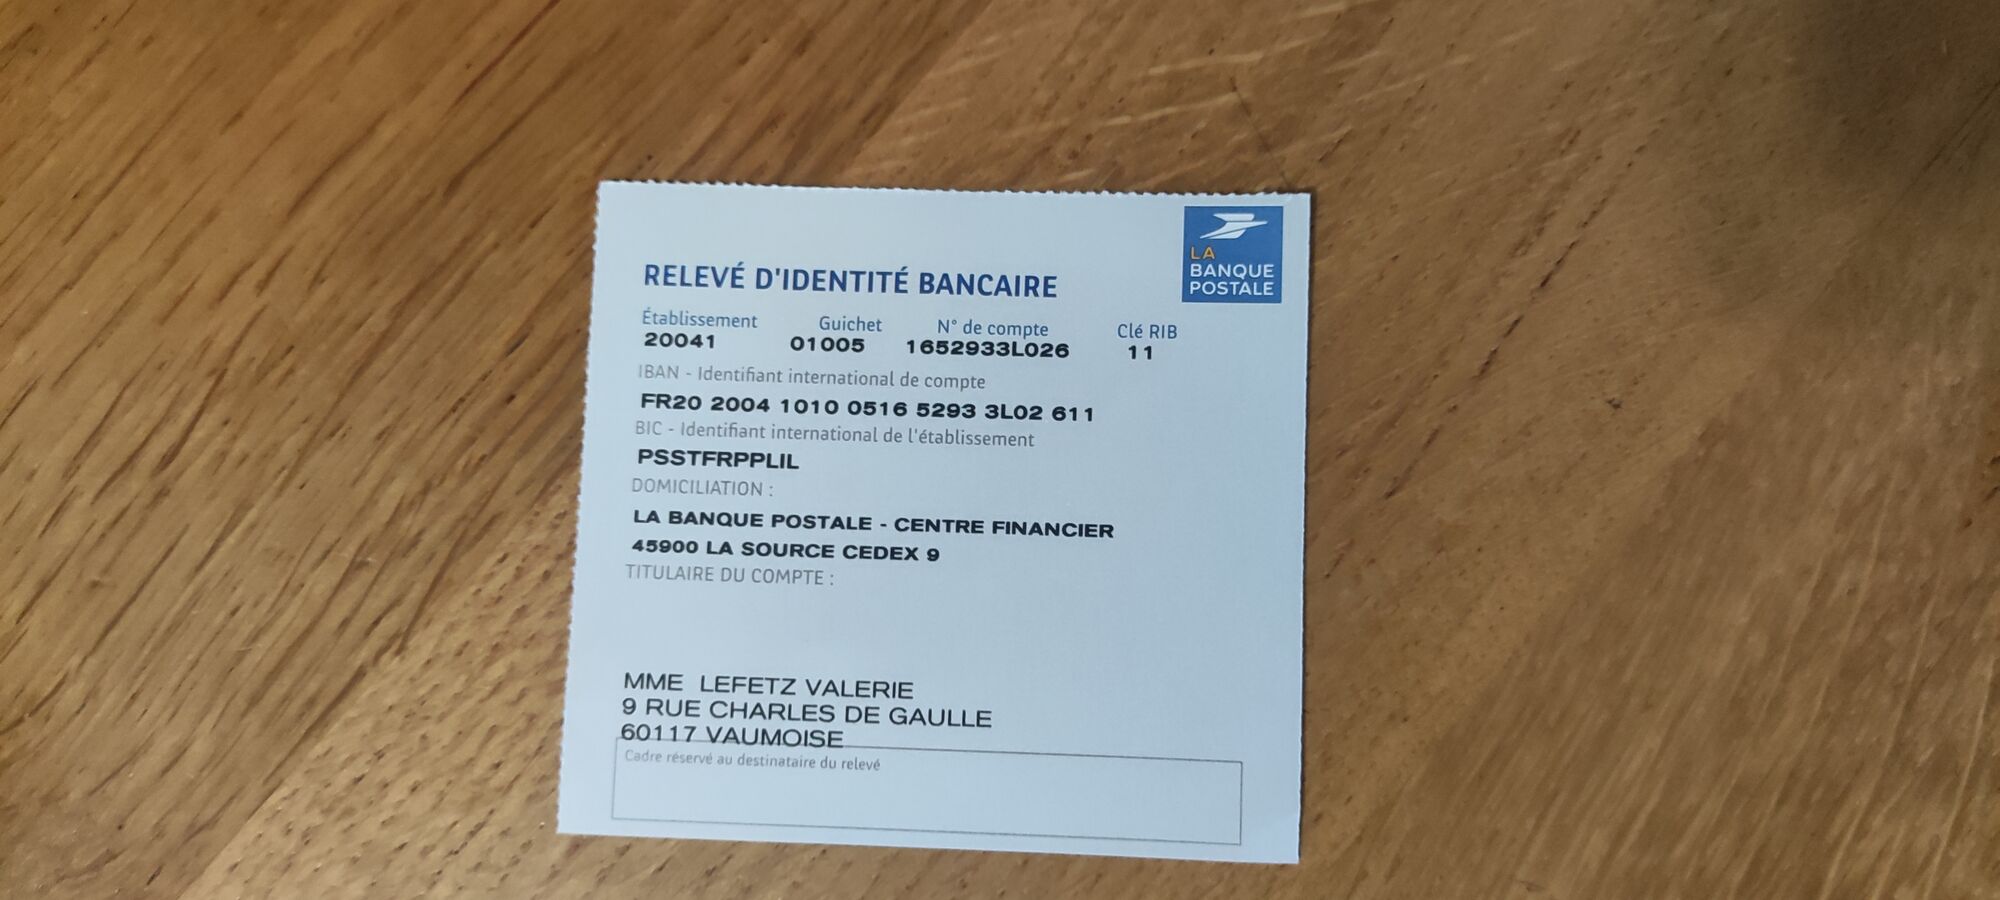 LA
BANQUE
POSTALE
RELEVÉ D'IDENTITÉ BANCAIRE
Établissement Guichet N° de compte Clé RIB
20041 01005 1652933L026 11
IBAN - Identifiant international de compte
FR20 2004 1010 0516 5293 3L02 611
BIC - Identifiant international de l'établissement
PSSTFRPPLIL
DOMICILIATION :
LA BANQUE POSTALE - CENTRE FINANCIER
45900 LA SOURCE CEDEX 9
TITULAIRE DU COMPTE :
MME LEFETZ VALERIE
9 RUE CHARLES DE GAULLE
60117 VAUMOISE
Cadre réservé au destinataire du relevé